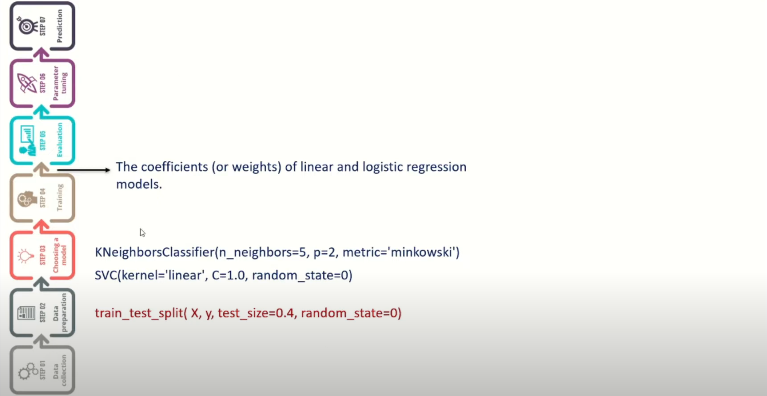 STEP 07
Prediction
STEP 06
Parameter
tuning
STEP 05
Evaluation
The coefficients (or weights) of linear and logistic regression
models.
STEP 04
Training
STEP 03
Choosing a
model
KNeighborsClassifier(n_neighbors=5, p=2, metric='minkowski')
SVC(kernel='linear', C=1.0, random_state=0)
STEP 02
Data
preparation
train_test_split( X, y, test_size=0.4, random_state=0)
STEP 01
Data
collection